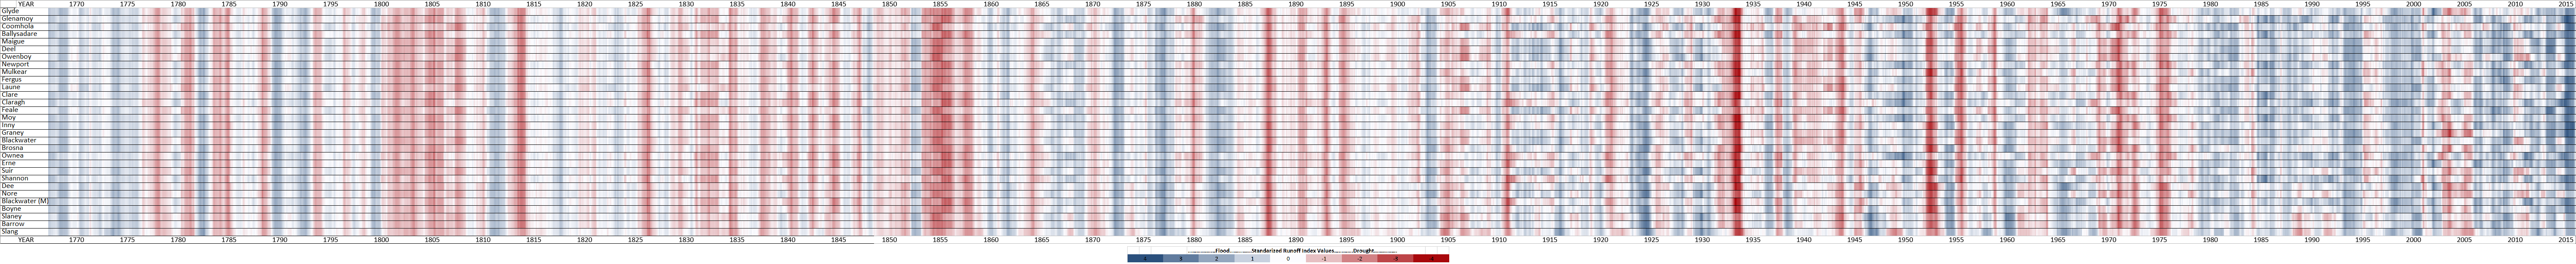 YEAR 1770 1775 1780 1785 1790 1795 1800 1805 1810 1815 1820 1825 1830 1835 1840 1845 1850 1855 1860 1865 1870 1875 1880 1885 1890 1895 1900 1905 1910 1915 1920 1925 1930 1935 1940 1945 1950 1955 1960 1965 1970 1975 1980 1985 1990 1995 2000 2005 2010 2015
Glyde
Glenamoy
Coomhola
Ballysadare
Maigue
Deel
Owenboy
Newport
Mulkear
Fergus
Laune
Clare
Claragh
Feale
Moy
Inny
Graney
Blackwater
Brosna
Ownea
Erne
Suir
Shannon
Dee
Nore
Blackwater (M)
Boyne
Slaney
Barrow
Slang
YEAR 1770 1775 1780 1785 1790 1795 1800 1805 1810 1815 1820 1825 1830 1835 1840 1845 1850 1855 1860 1865 1870 1875 1880 1885 1890 1895 1900 1905 1910 1915 1920 1925 1930 1935 1940 1945 1950 1955 1960 1965 1970 1975 1980 1985 1990 1995 2000 2005 2010 2015
Flood Standarized Runoff Index Values Drought
4 3 2 1 0 -1 -2 -3 -4